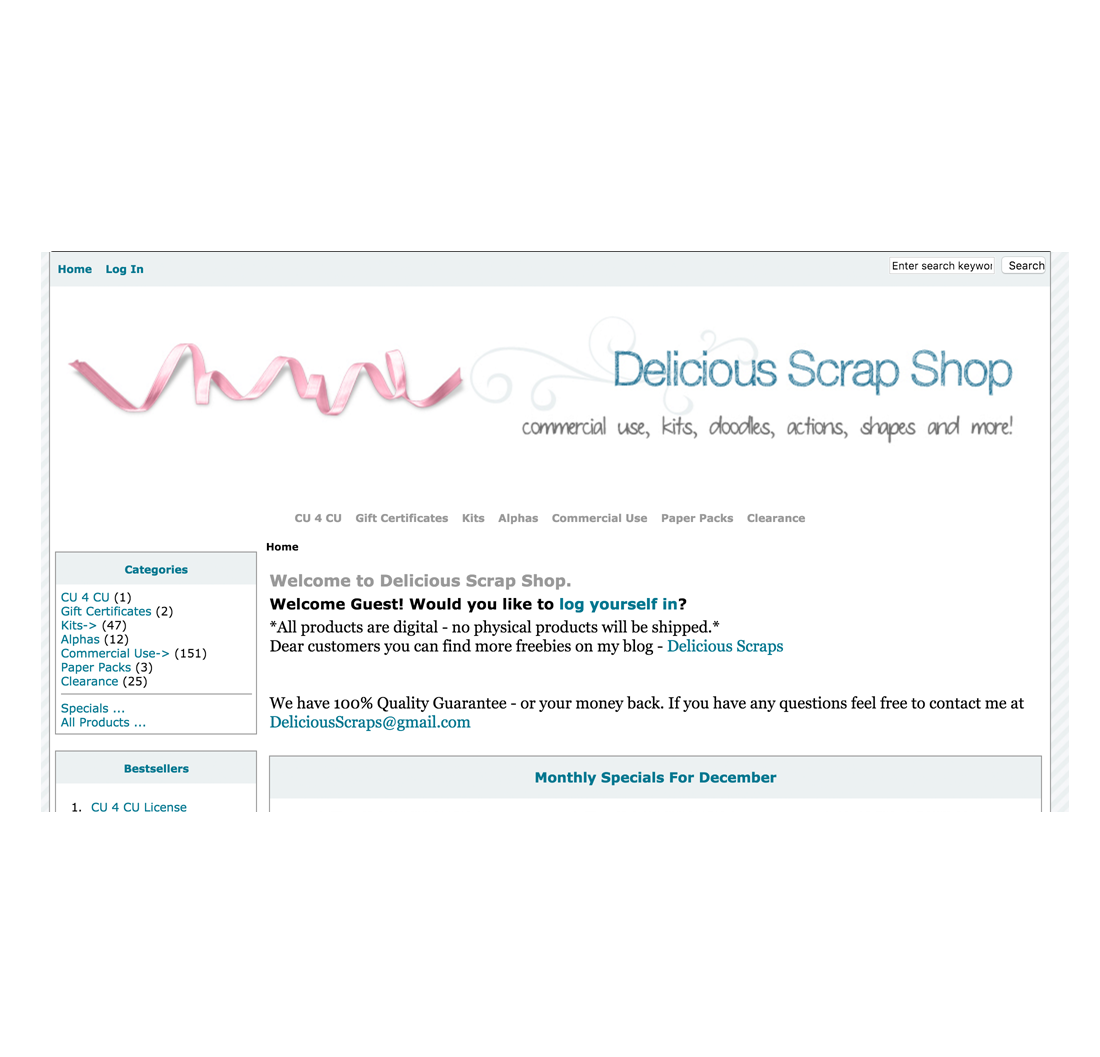 Home Log In Enter search keywor Search
Delicious Scrap Shop
commercial use, kits, doodles, actions, shapes and more!
CU 4 CU Gift Certificates Kits Alphas Commercial Use Paper Packs Clearance
Home
Categories
CU 4 CU (1)
Gift Certificates (2)
Kits-> (47)
Alphas (12)
Commercial Use-> (151)
Paper Packs (3)
Clearance (25)
Specials ...
All Products ...
Bestsellers
1. CU 4 CU License
Welcome to Delicious Scrap Shop.
Welcome Guest! Would you like to log yourself in?
*All products are digital - no physical products will be shipped.*
Dear customers you can find more freebies on my blog - Delicious Scraps
We have 100% Quality Guarantee - or your money back. If you have any questions feel free to contact me at
DeliciousScraps@gmail.com
Monthly Specials For December